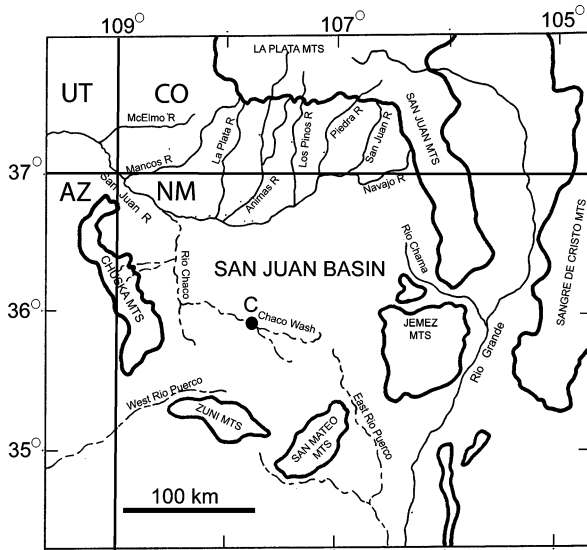 109°
107°
105°
LA PLATA MTS
UT
CO
McElmo R
La Plata R
Los Pinos R
Piedra R
San Juan R
SAN JUAN MTS
Mancos R
Animas R
Navajo R
37°
AZ
NM
San Juan R
SANGRE DE CRISTO MTS
Rio Chama
CHUSKA MTS
Rio Chaco
SAN JUAN BASIN
36°
C
Chaco Wash
JEMEZ
MTS
Rio Grande
West Rio Puerco
ZUNI MTS
SAN MATEO
MTS
East Rio Puerco
35°
100 km